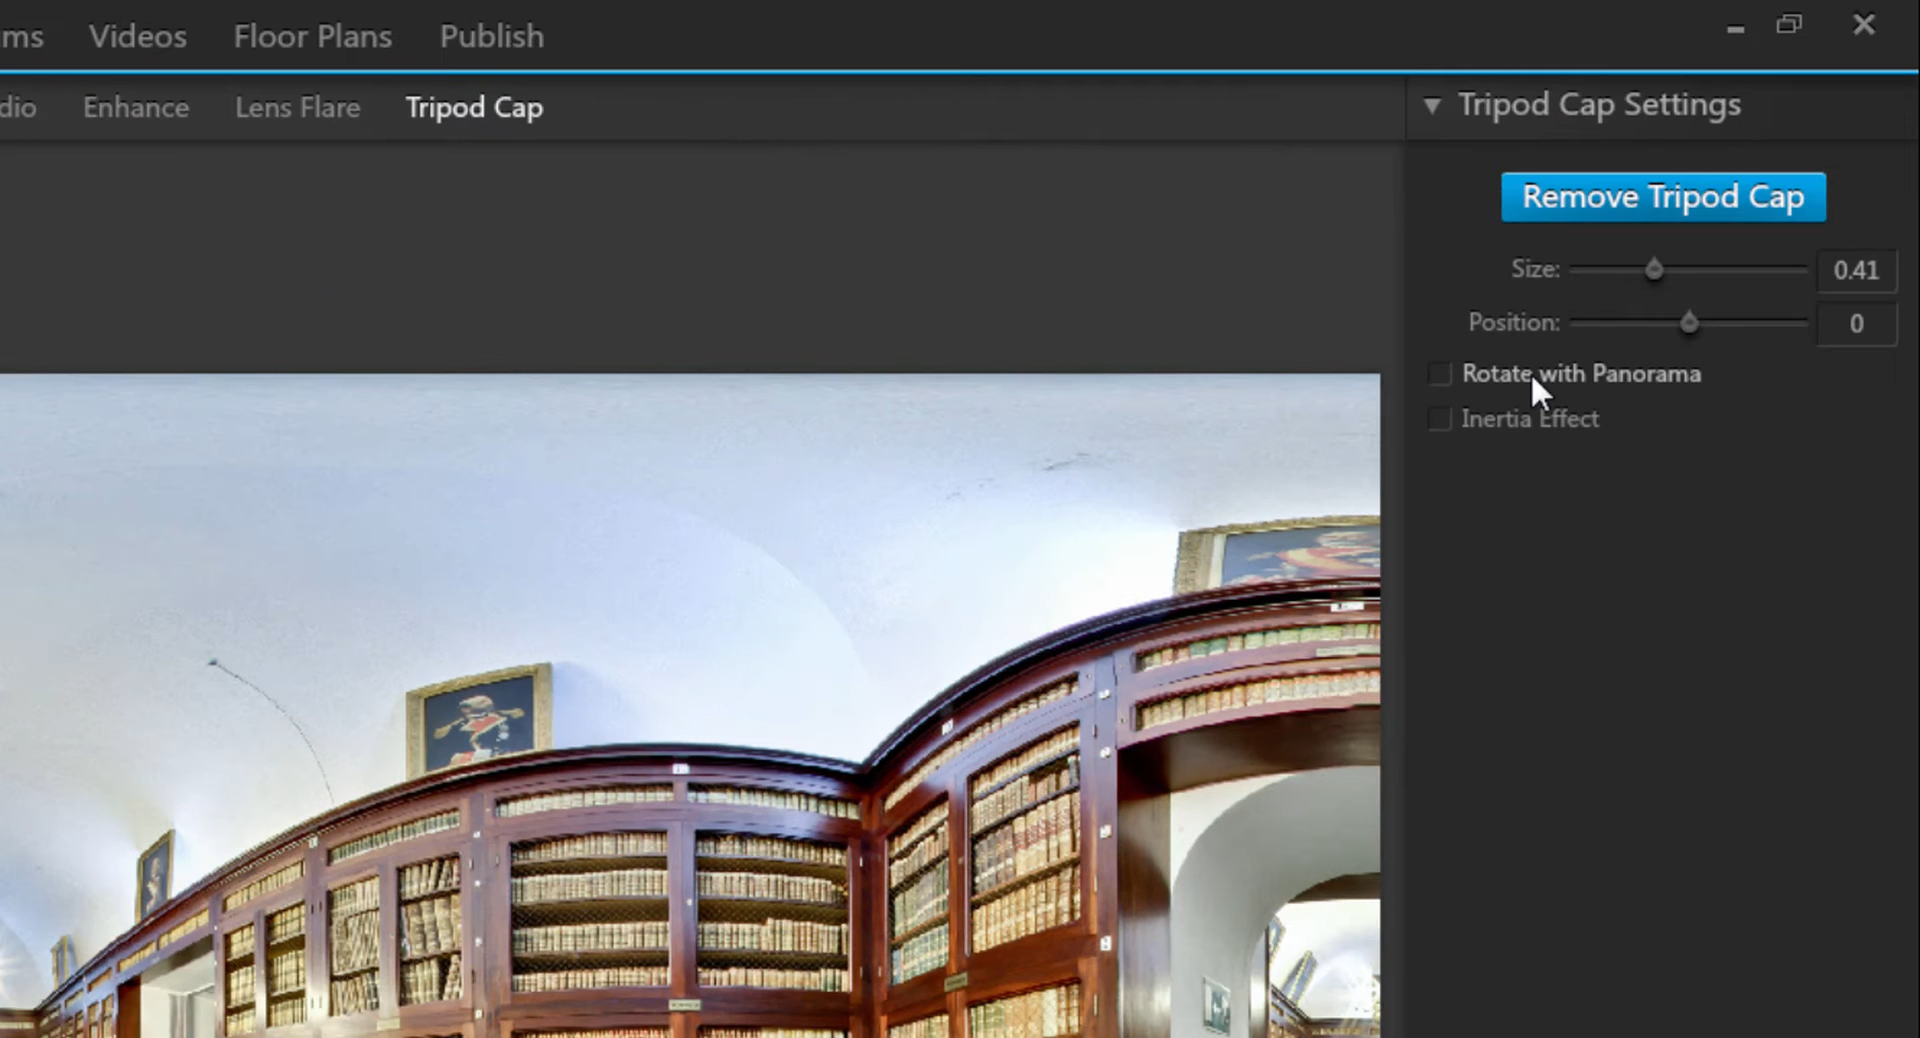 ms Videos Floor Plans Publish
dio Enhance Lens Flare Tripod Cap
Tripod Cap Settings
Remove Tripod Cap
Size: 0.41
Position: 0
Rotate with Panorama
Inertia Effect